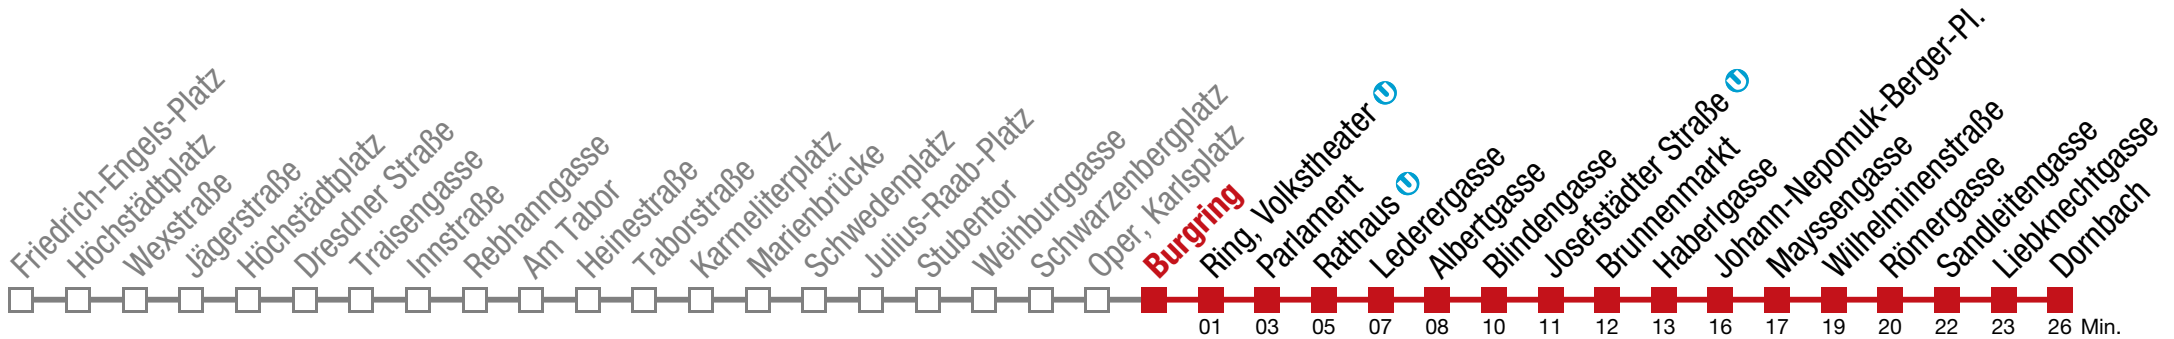 Friedrich-Engels-Platz
Höchstädtplatz
Wexstraße
Jägerstraße
Höchstädtplatz
Dresdner Straße
Traisengasse
Innstraße
Rebhanngasse
Am Tabor
Heinestraße
Taborstraße
Karmeliterplatz
Marienbrücke
Schwedenplatz
Julius-Raab-Platz
Stubentor
Weihburggasse
Schwarzenbergplatz
Oper, Karlsplatz
Burgring
Ring, Volkstheater U
Parlament
Rathaus U
Lederergasse
Albertgasse
Blindengasse
Josefstädter Straße U
Brunnenmarkt
Haberlgasse
Johann-Nepomuk-Berger-Pl.
Mayssengasse
Wilhelminenstraße
Römergasse
Sandleitengasse
Liebknechtgasse
Dornbach
01 03 05 07 08 10 11 12 13 16 17 19 20 22 23 26 Min.